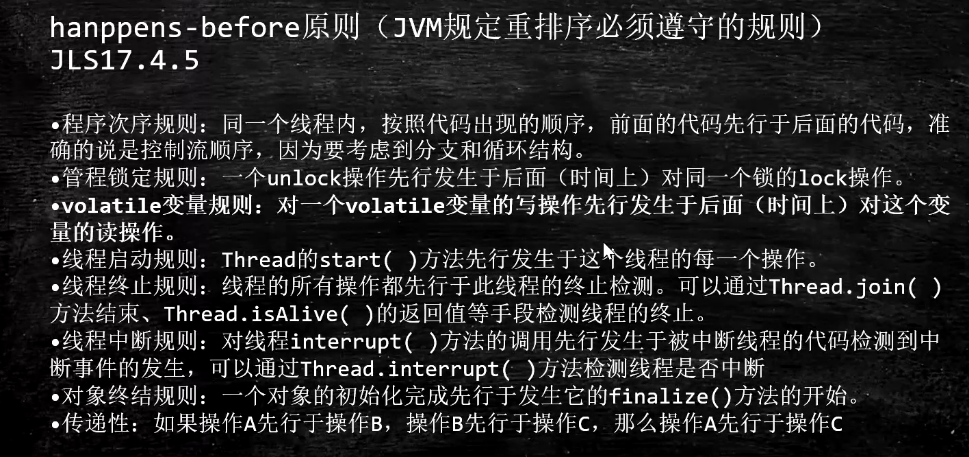 hanppens-before原则（JVM规定重排序必须遵守的规则）
JLS17.4.5
•程序次序规则：同一个线程内，按照代码出现的顺序，前面的代码先行于后面的代码，准
确的说是控制流顺序，因为要考虑到分支和循环结构。
•管程锁定规则：一个unlock操作先行发生于后面（时间上）对同一个锁的lock操作。
•volatile变量规则：对一个volatile变量的写操作先行发生于后面（时间上）对这个变
量的读操作。
•线程启动规则：Thread的start( )方法先行发生于这个线程的每一个操作。
•线程终止规则：线程的所有操作都先行于此线程的终止检测。可以通过Thread.join( )
方法结束、Thread.isAlive( )的返回值等手段检测线程的终止。
•线程中断规则：对线程interrupt( )方法的调用先行发生于被中断线程的代码检测到中
断事件的发生，可以通过Thread.interrupt( )方法检测线程是否中断
•对象终结规则：一个对象的初始化完成先行于发生它的finalize()方法的开始。
•传递性：如果操作A先行于操作B，操作B先行于操作C，那么操作A先行于操作C